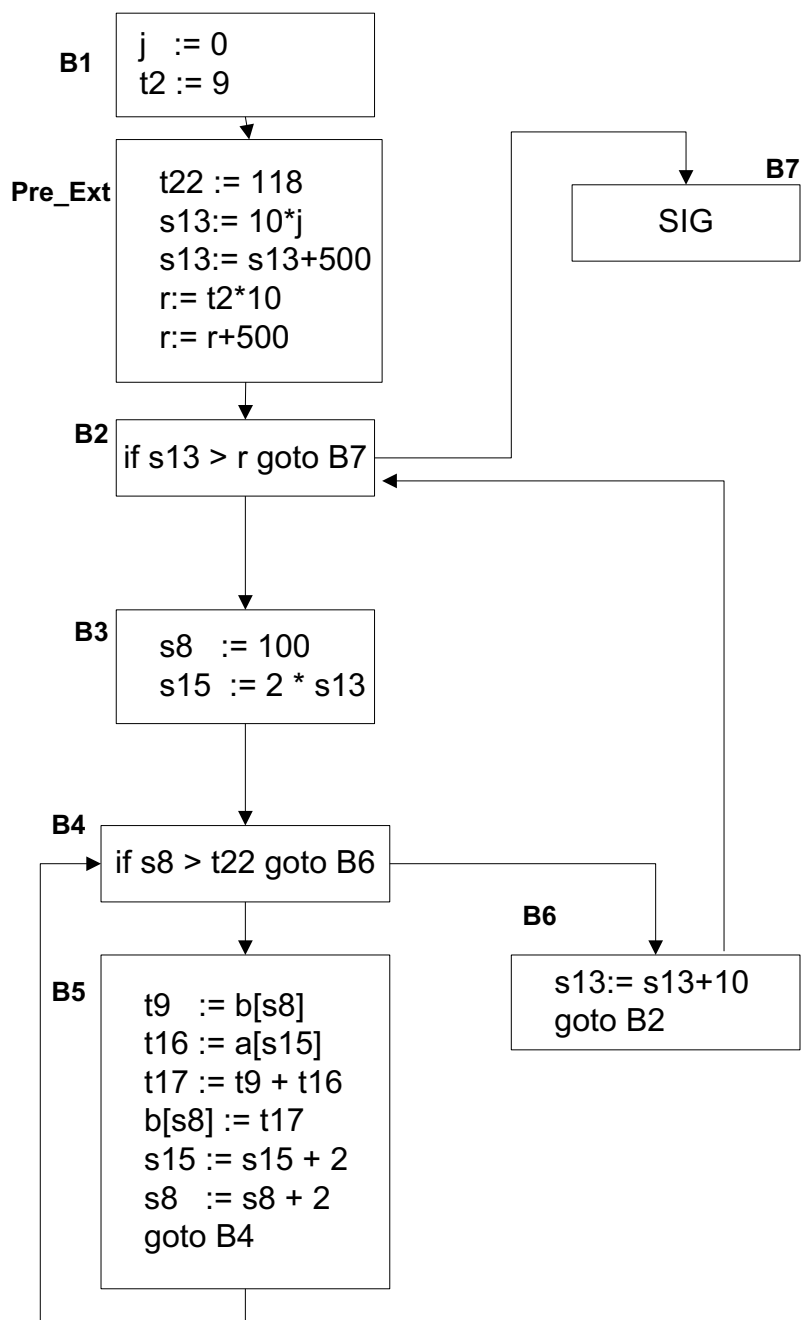 B1
j := 0
t2 := 9
Pre_Ext
t22 := 118
s13:= 10*j
s13:= s13+500
r:= t2*10
r:= r+500
B7
SIG
B2
if s13 > r goto B7
B3
s8 := 100
s15 := 2 * s13
B4
if s8 > t22 goto B6
B6
s13:= s13+10
goto B2
B5
t9 := b[s8]
t16 := a[s15]
t17 := t9 + t16
b[s8] := t17
s15 := s15 + 2
s8 := s8 + 2
goto B4